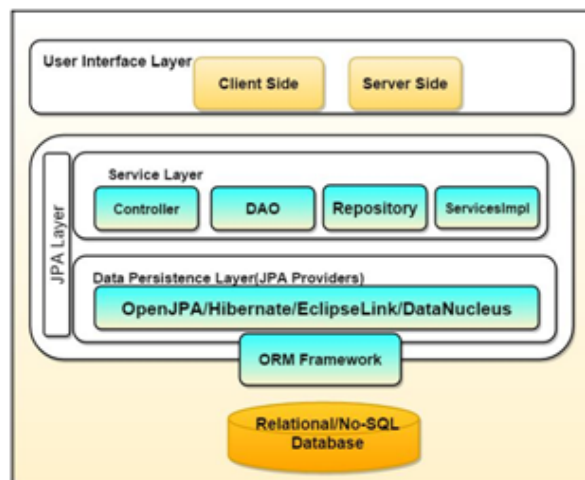 User Interface Layer
Client Side
Server Side
JPA Layer
Service Layer
Controller
DAO
Repository
ServicesImpl
Data Persistence Layer(JPA Providers)
OpenJPA/Hibernate/EclipseLink/DataNucleus
ORM Framework
Relational/No-SQL
Database